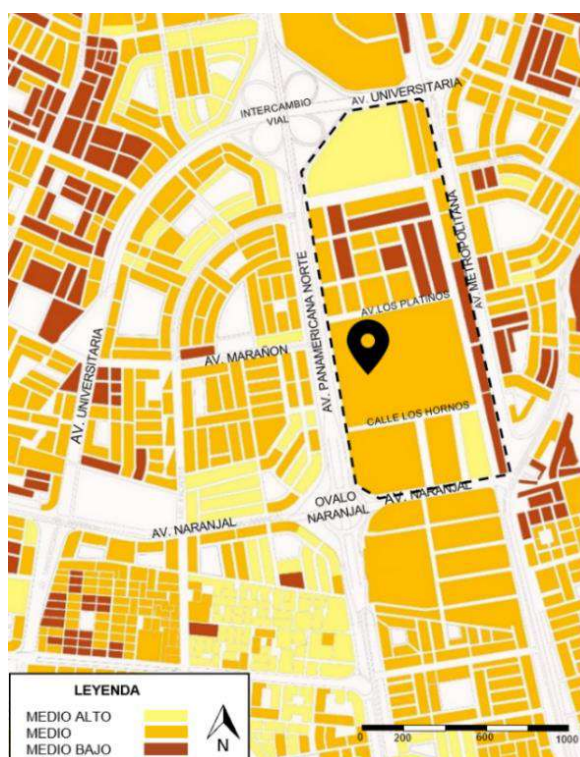 AV. UNIVERSITARIA
INTERCAMBIO
VIAL
AV. METROPOLITANA
AV. PANAMERICANA NORTE
AV.LOS PLATINOS
AV. MARAÑON
AV. UNIVERSITARIA
CALLE LOS HORNOS
AV. NARANJAL
OVALO
NARANJAL
AV. NARANJAL
LEYENDA
MEDIO ALTO
MEDIO
MEDIO BAJO
N
0 200 600 1000